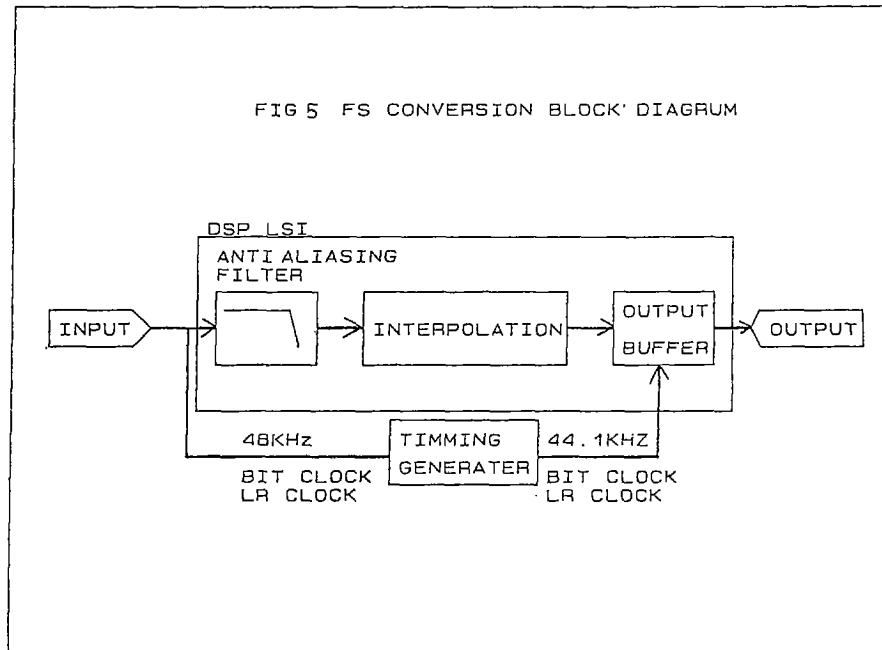 FIG 5 FS CONVERSION BLOCK' DIAGRUM
DSP LSI
ANTI ALIASING
FILTER
INPUT
INTERPOLATION
OUTPUT
BUFFER
OUTPUT
48KHz
BIT CLOCK
LR CLOCK
TIMMING
GENERATER
44.1KHZ
BIT CLOCK
LR CLOCK